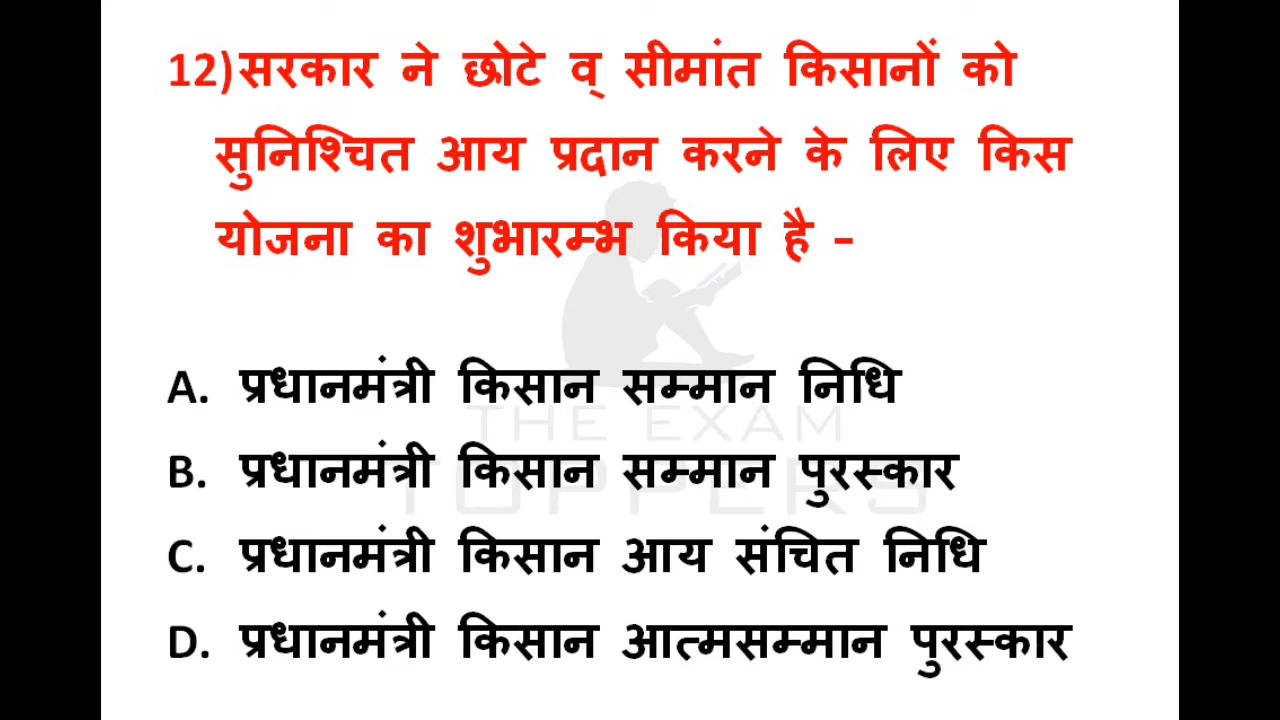 12)सरकार ने छोटे व् सीमांत किसानों को
सुनिश्चित आय प्रदान करने के लिए किस
योजना का शुभारम्भ किया है –
A. प्रधानमंत्री किसान सम्मान निधि
THE EXAM
B. प्रधानमंत्री किसान सम्मान पुरस्कार
TOPPERS
C. प्रधानमंत्री किसान आय संचित निधि
D. प्रधानमंत्री किसान आत्मसम्मान पुरस्कार